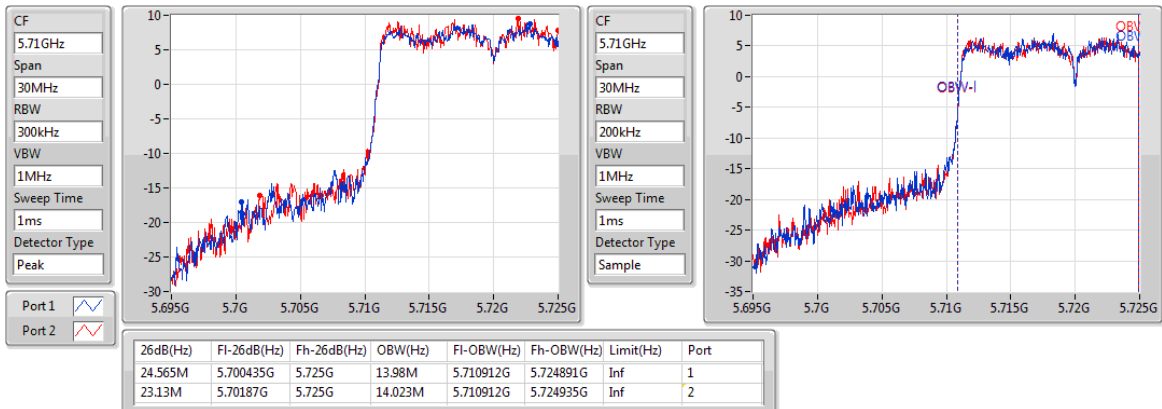 CF
5.71GHz
Span
30MHz
RBW
300kHz
VBW
1MHz
Sweep Time
1ms
Detector Type
Peak
Port 1
Port 2
10
5
0
-5
-10
-15
-20
-25
-30
5.695G 5.7G 5.705G 5.71G 5.715G 5.72G 5.725G
CF
5.71GHz
Span
30MHz
RBW
200kHz
VBW
1MHz
Sweep Time
1ms
Detector Type
Sample
10
5
0
-5
-10
-15
-20
-25
-30
-35
5.695G 5.7G 5.705G 5.71G 5.715G 5.72G 5.725G
OBW-l
OBV
OBV
26dB(Hz) Fl-26dB(Hz) Fh-26dB(Hz) OBW(Hz) Fl-OBW(Hz) Fh-OBW(Hz) Limit(Hz) Port
24.565M 5.700435G 5.725G 13.98M 5.710912G 5.724891G Inf 1
23.13M 5.70187G 5.725G 14.023M 5.710912G 5.724935G Inf 2